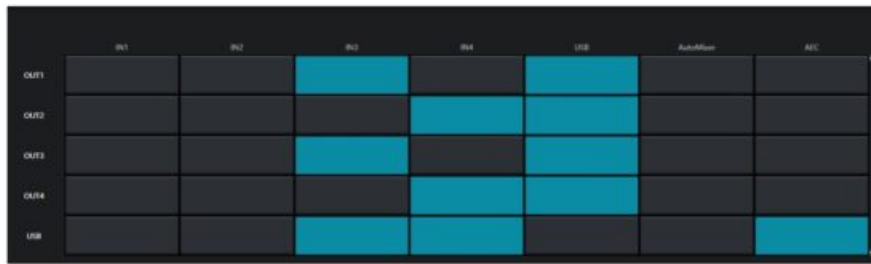 IN1 IN2 IN3 IN4 USB AutoMixer AEC
OUT1
OUT2
OUT3
OUT4
USB